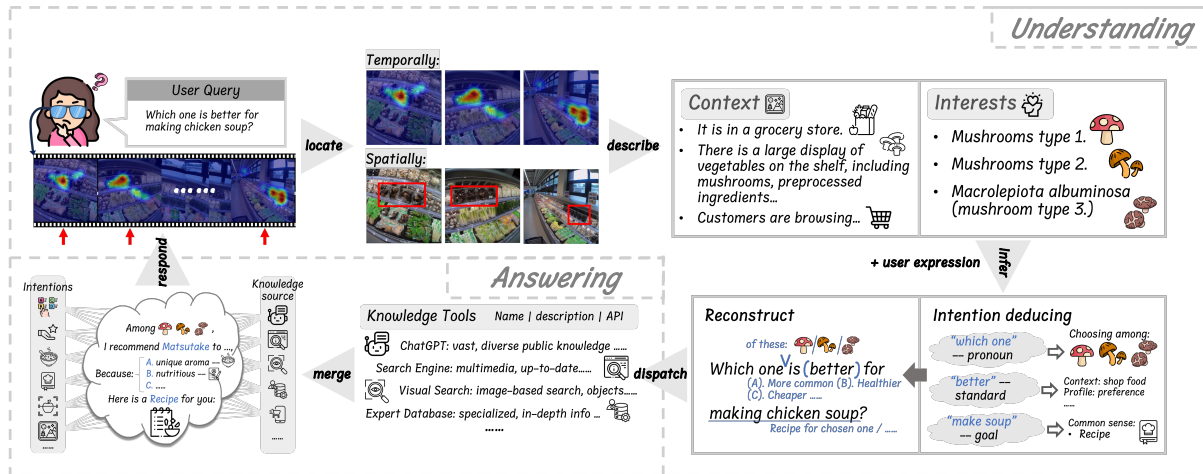 Understanding
User Query
Which one is better for
making chicken soup?
locate
Temporally:
Spatially:
describe
Context
• It is in a grocery store.
• There is a large display of
vegetables on the shelf, including
mushrooms, preprocessed
ingredients…
• Customers are browsing…
Interests
• Mushrooms type 1.
• Mushrooms type 2.
• Macrolepiota albuminosa
(mushroom type 3.)
+ user expression
Infer
Intention deducing
"which one"
-- pronoun
Choosing among:
"better" --
standard
Context: shop food
Profile: preference
……
"make soup"
-- goal
Common sense:
• Recipe
Reconstruct
of these: / /
Which one is (better) for
(A). More common (B). Healthier
(C). Cheaper ……
making chicken soup?
Recipe for chosen one / ……
dispatch
Answering
Knowledge Tools Name | description | API
ChatGPT: vast, diverse public knowledge ……
Search Engine: multimedia, up-to-date……
Visual Search: image-based search, objects……
Expert Database: specialized, in-depth info …
……
merge
Knowledge
source
……
Intentions
……
Among , 
I recommend Matsutake to …,
Because:
A. unique aroma --
B. nutritious --
C. ……
Here is a Recipe for you:
respond